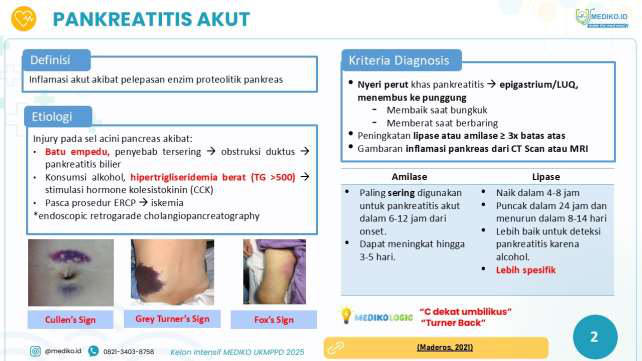 PANKREATITIS AKUT
MEDIKO.ID
Definisi
Inflamasi akut akibat pelepasan enzim proteolitik pankreas
Etiologi
Injury pada sel acini pancreas akibat:
• Batu empedu, penyebab tersering → obstruksi duktus →
pankreatitis bilier
• Konsumsi alkohol, hipertrigliseridemia berat (TG >500) →
stimulasi hormone kolesistokinin (CCK)
• Pasca prosedur ERCP → iskemia
*endoscopic retrogarade cholangiopancreatography
Cullen's Sign
Grey Turner's Sign
Fox's Sign
Kriteria Diagnosis
• Nyeri perut khas pankreatitis → epigastrium/LUQ,
menembus ke punggung
- Membaik saat bungkuk
- Memberat saat berbaring
• Peningkatan lipase atau amilase ≥ 3x batas atas
• Gambaran inflamasi pankreas dari CT Scan atau MRI
Amilase
• Paling sering digunakan
untuk pankreatitis akut
dalam 6-12 jam dari
onset.
• Dapat meningkat hingga
3-5 hari.
Lipase
• Naik dalam 4-8 jam
• Puncak dalam 24 jam dan
menurun dalam 8-14 hari
• Lebih baik untuk deteksi
pankreatitis karena
alcohol.
• Lebih spesifik
MEDIKOLOGIC
"C dekat umbilikus"
"Turner Back"
@mediko.id
0821-3403-8758
Kelon Intensif MEDIKO UKMPPD 2025
(Maderos, 2021)
2